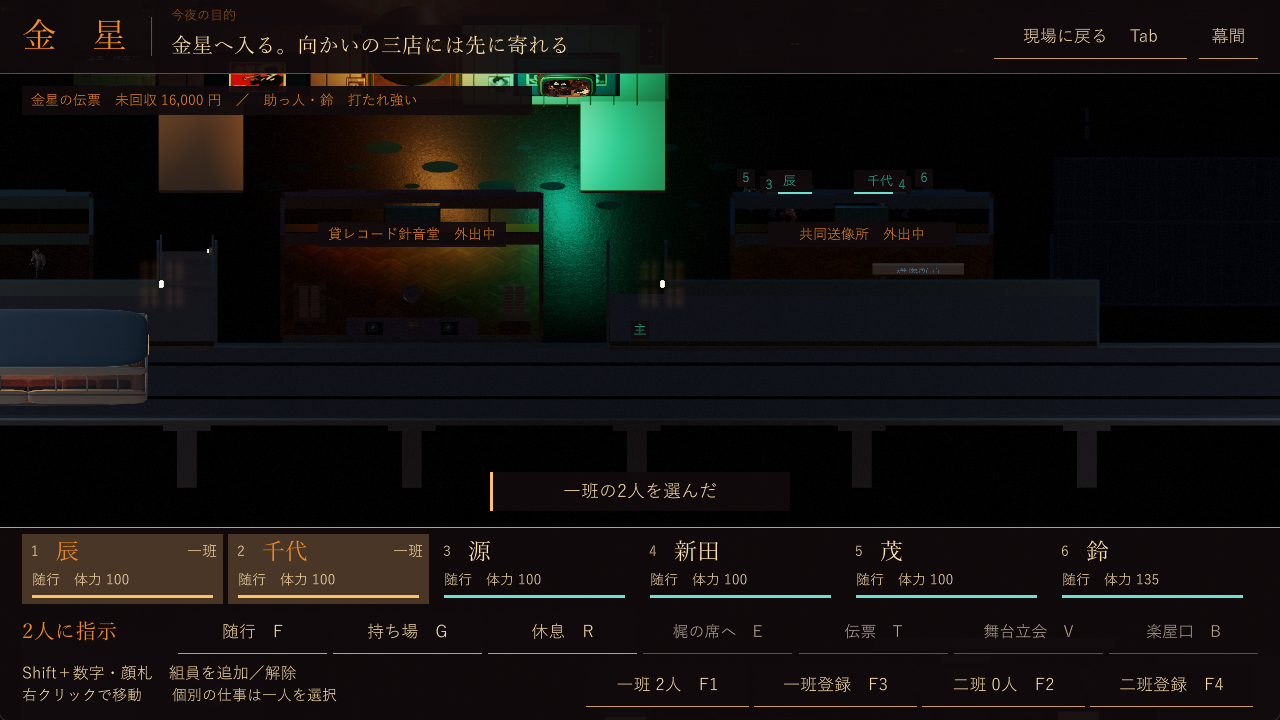 金 星
今夜の目的
金星へ入る。向かいの三店には先に寄れる
現場に戻る Tab
幕間
金星の伝票 未回収 16,000 円 ／ 助っ人・鈴 打たれ強い
5
3 辰
千代 4
6
貸レコード針音堂 外出中
共同送像所 外出中
主
一班の2人を選んだ
1 辰 一班
随行 体力 100
2 千代 一班
随行 体力 100
3 源
随行 体力 100
4 新田
随行 体力 100
5 茂
随行 体力 100
6 鈴
随行 体力 135
2人に指示
随行 F
持ち場 G
休息 R
梶の席へ E
伝票 T
舞台立会 V
楽屋口 B
Shift＋数字・顔札 組員を追加／解除
右クリックで移動 個別の仕事は一人を選択
一班 2人 F1
一班登録 F3
二班 0人 F2
二班登録 F4